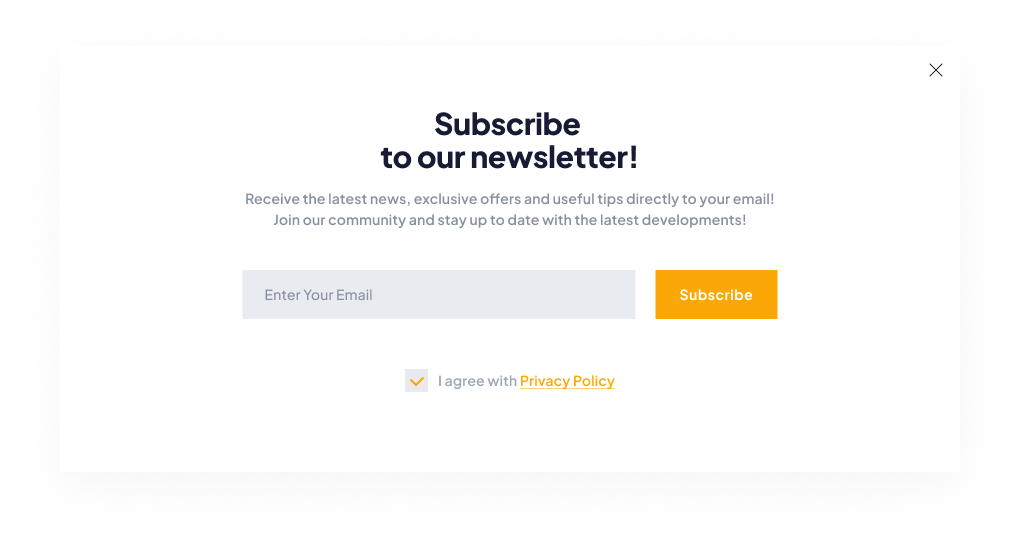 Subscribe
to our newsletter!
Receive the latest news, exclusive offers and useful tips directly to your email!
Join our community and stay up to date with the latest developments!
Enter Your Email
Subscribe
I agree with Privacy Policy